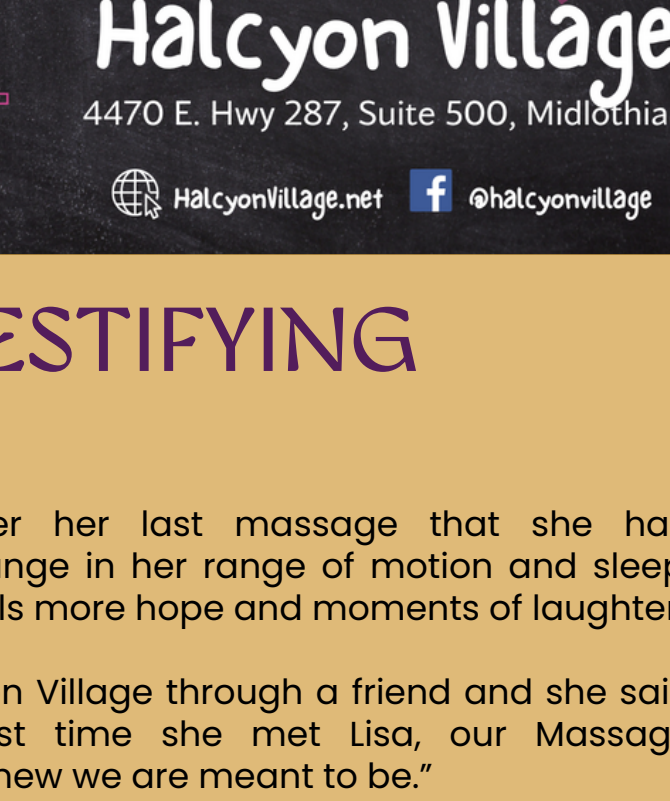 Halcyon Village
4470 E. Hwy 287, Suite 500, Midlothia
HalcyonVillage.net f @halcyonvillage
ESTIFYING
er her last massage that she ha
nge in her range of motion and sleep
ls more hope and moments of laughter
n Village through a friend and she sai
st time she met Lisa, our Massag
new we are meant to be.”